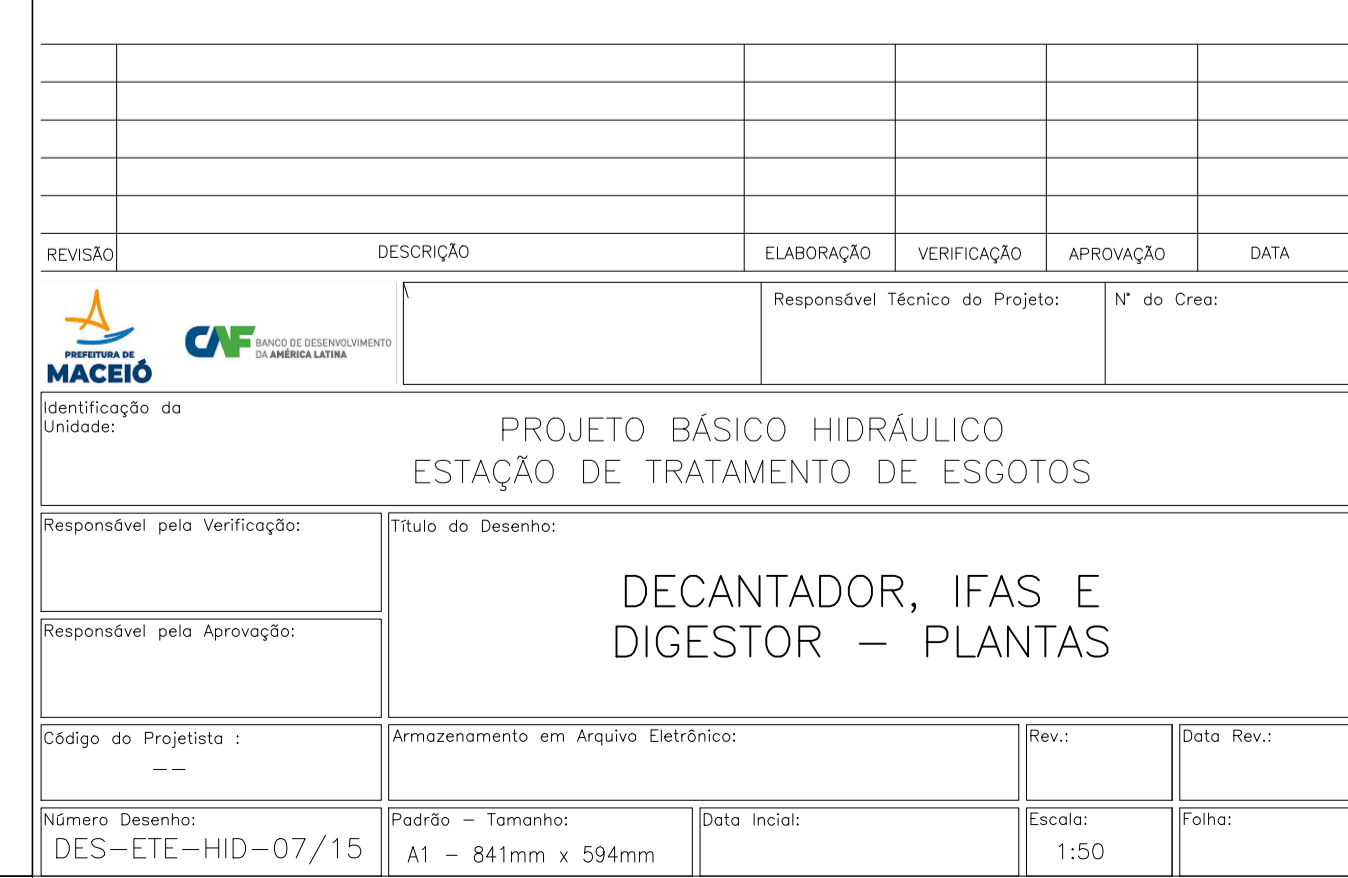 REVISÃO DESCRIÇÃO ELABORAÇÃO VERIFICAÇÃO APROVAÇÃO DATA
PREFEITURA DE
MACEIÓ
CAF BANCO DE DESENVOLVIMENTO
DA AMÉRICA LATINA
Responsável Técnico do Projeto:
N° do Crea:
Identificação da
Unidade:
PROJETO BÁSICO HIDRÁULICO
ESTAÇÃO DE TRATAMENTO DE ESGOTOS
Responsável pela Verificação:
Título do Desenho:
DECANTADOR, IFAS E
DIGESTOR – PLANTAS
Responsável pela Aprovação:
Código do Projetista :
––
Armazenamento em Arquivo Eletrônico:
Rev.:
Data Rev.:
Número Desenho:
DES–ETE–HID–07/15
Padrão – Tamanho:
A1 – 841mm x 594mm
Data Incial:
Escala:
1:50
Folha: